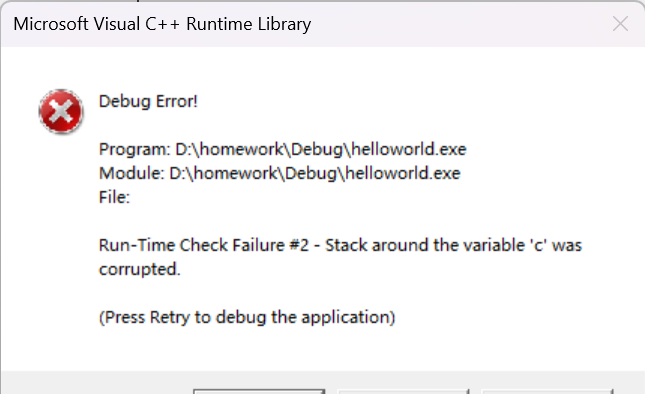 Microsoft Visual C++ Runtime Library
Debug Error!
Program: D:\homework\Debug\helloworld.exe
Module: D:\homework\Debug\helloworld.exe
File:
Run-Time Check Failure #2 - Stack around the variable 'c' was
corrupted.
(Press Retry to debug the application)